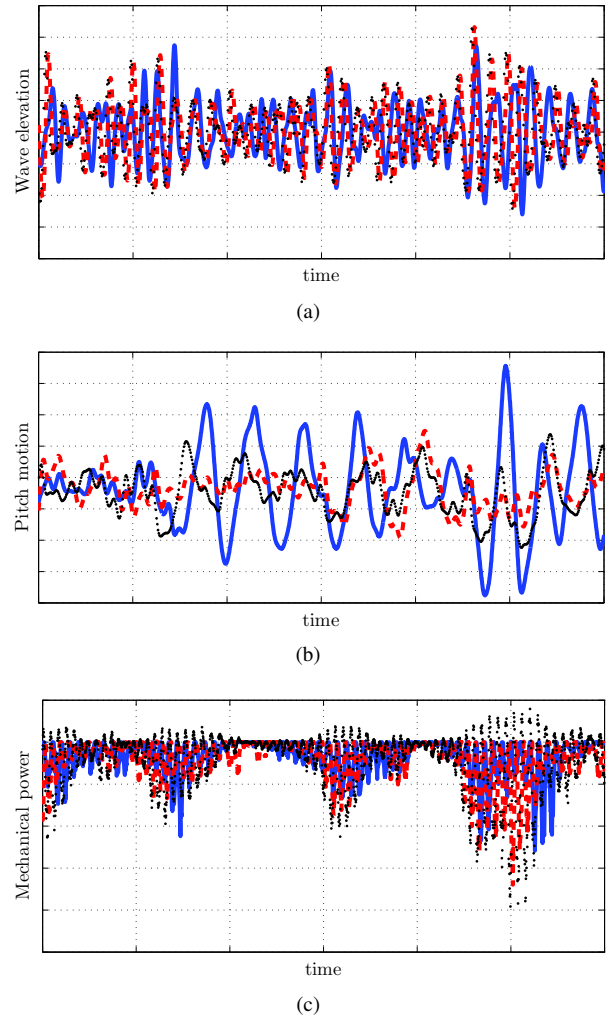 Wave elevation
time
(a)
Pitch motion
time
(b)
Mechanical power
time
(c)